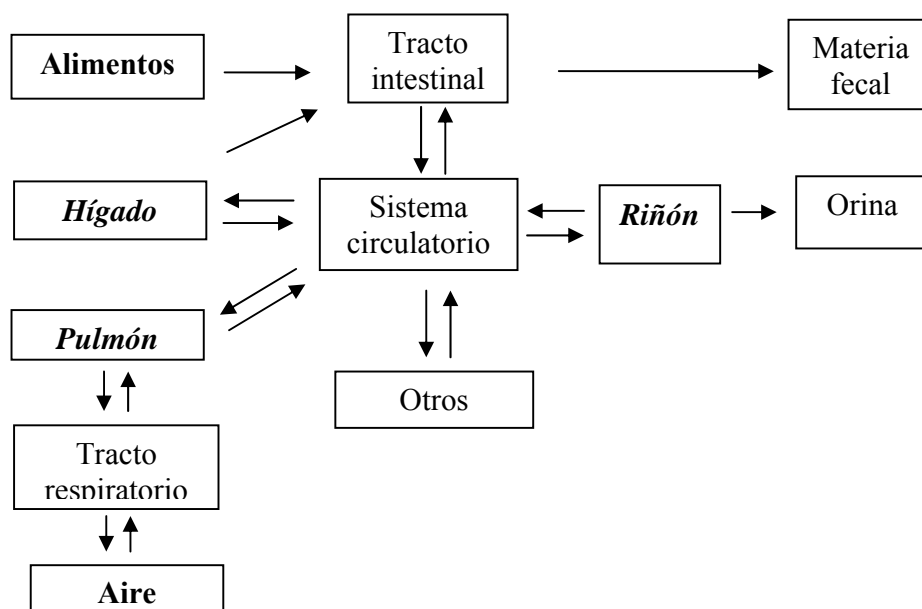 Alimentos
Tracto
intestinal
Materia
fecal
Hígado
Sistema
circulatorio
Riñón
Orina
Pulmón
Otros
Tracto
respiratorio
Aire